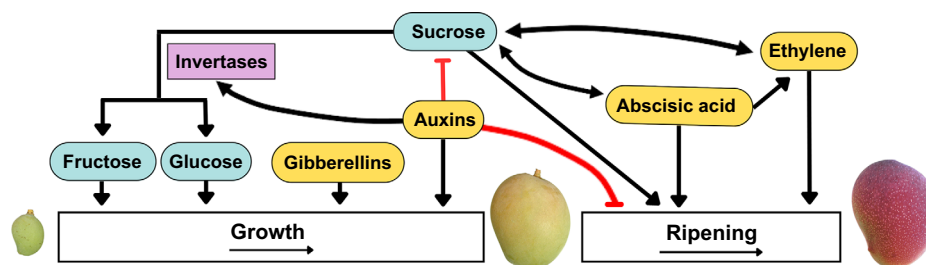 Sucrose
Ethylene
Invertases
Abscisic acid
Auxins
Fructose
Glucose
Gibberellins
Growth
Ripening